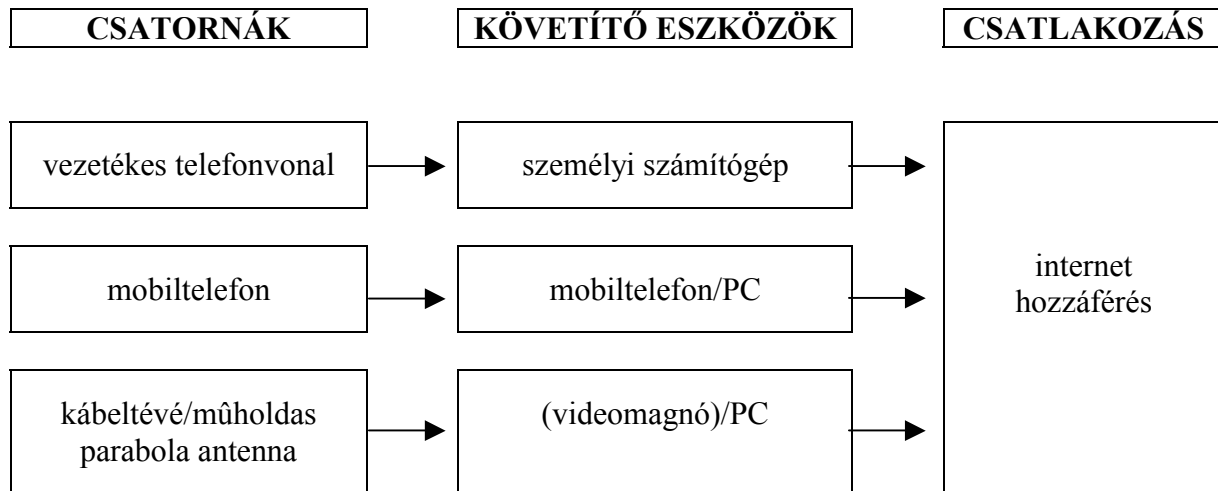 CSATORNÁK
KÖVETÍTŐ ESZKÖZÖK
CSATLAKOZÁS
vezetékes telefonvonal
személyi számítógép
mobiltelefon
mobiltelefon/PC
internet
hozzáférés
kábeltévé/mûholdas
parabola antenna
(videomagnó)/PC